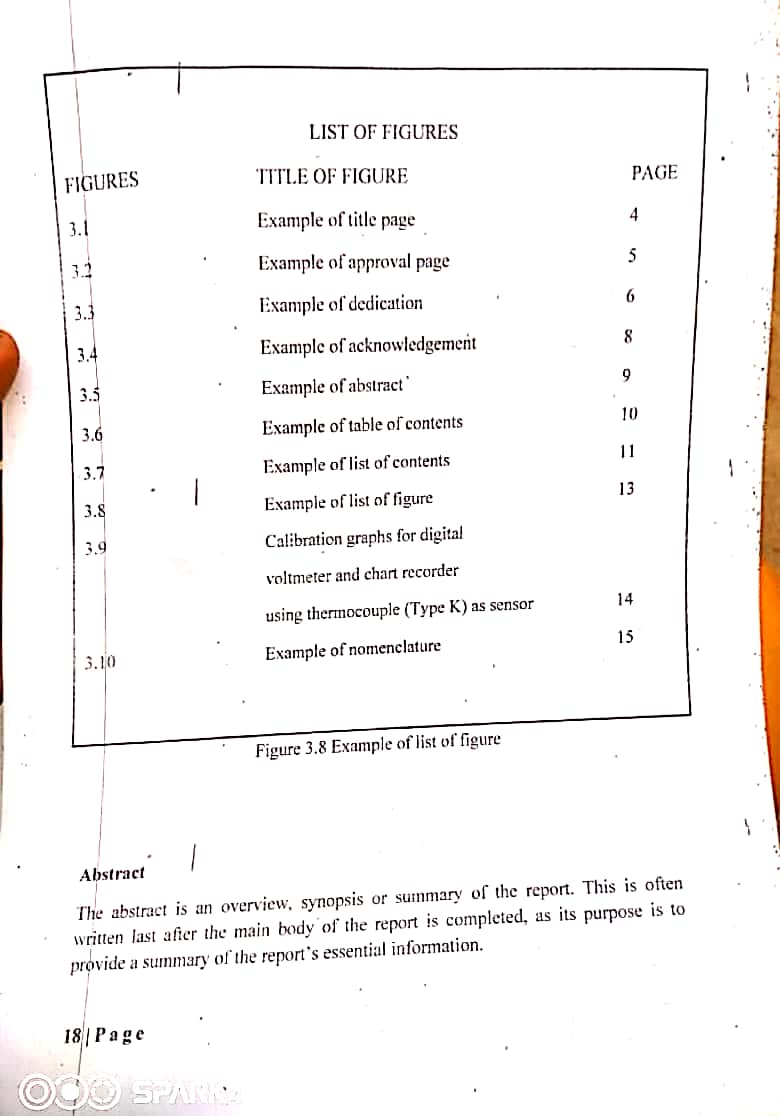 LIST OF FIGURES
FIGURES TITLE OF FIGURE PAGE
3.1 Example of title page 4
3.2 Example of approval page 5
3.3 Example of dedication 6
3.4 Example of acknowledgement 8
3.5 Example of abstract 9
3.6 Example of table of contents 10
3.7 Example of list of contents 11
3.8 Example of list of figure 13
3.9 Calibration graphs for digital
voltmeter and chart recorder
using thermocouple (Type K) as sensor 14
3.10 Example of nomenclature 15
Figure 3.8 Example of list of figure
Abstract
The abstract is an overview, synopsis or summary of the report. This is often
written last after the main body of the report is completed, as its purpose is to
provide a summary of the report's essential information.
18 | Page